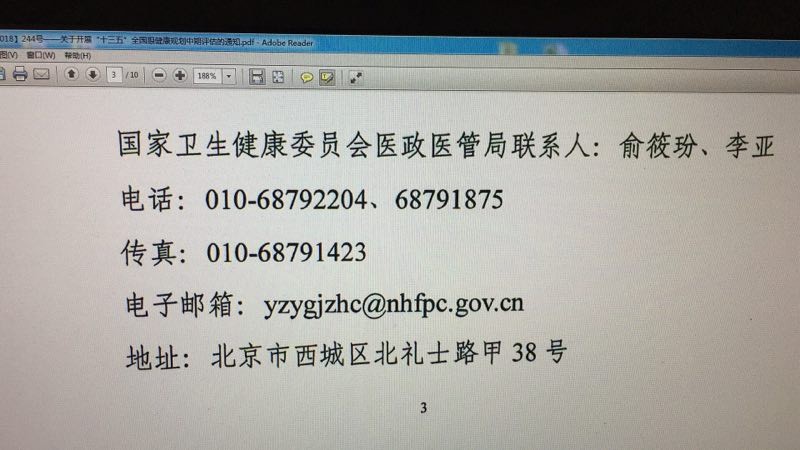 018】244号——关于开展“十三五”全国眼健康规划中期评估的通知.pdf - Adobe Reader
图(V) 窗口(W) 帮助(H)
3 / 10 188%
国家卫生健康委员会医政医管局联系人：俞筱玢、李亚
电话：010-68792204、68791875
传真：010-68791423
电子邮箱：yzygjzhc@nhfpc.gov.cn
地址：北京市西城区北礼士路甲 38 号
3